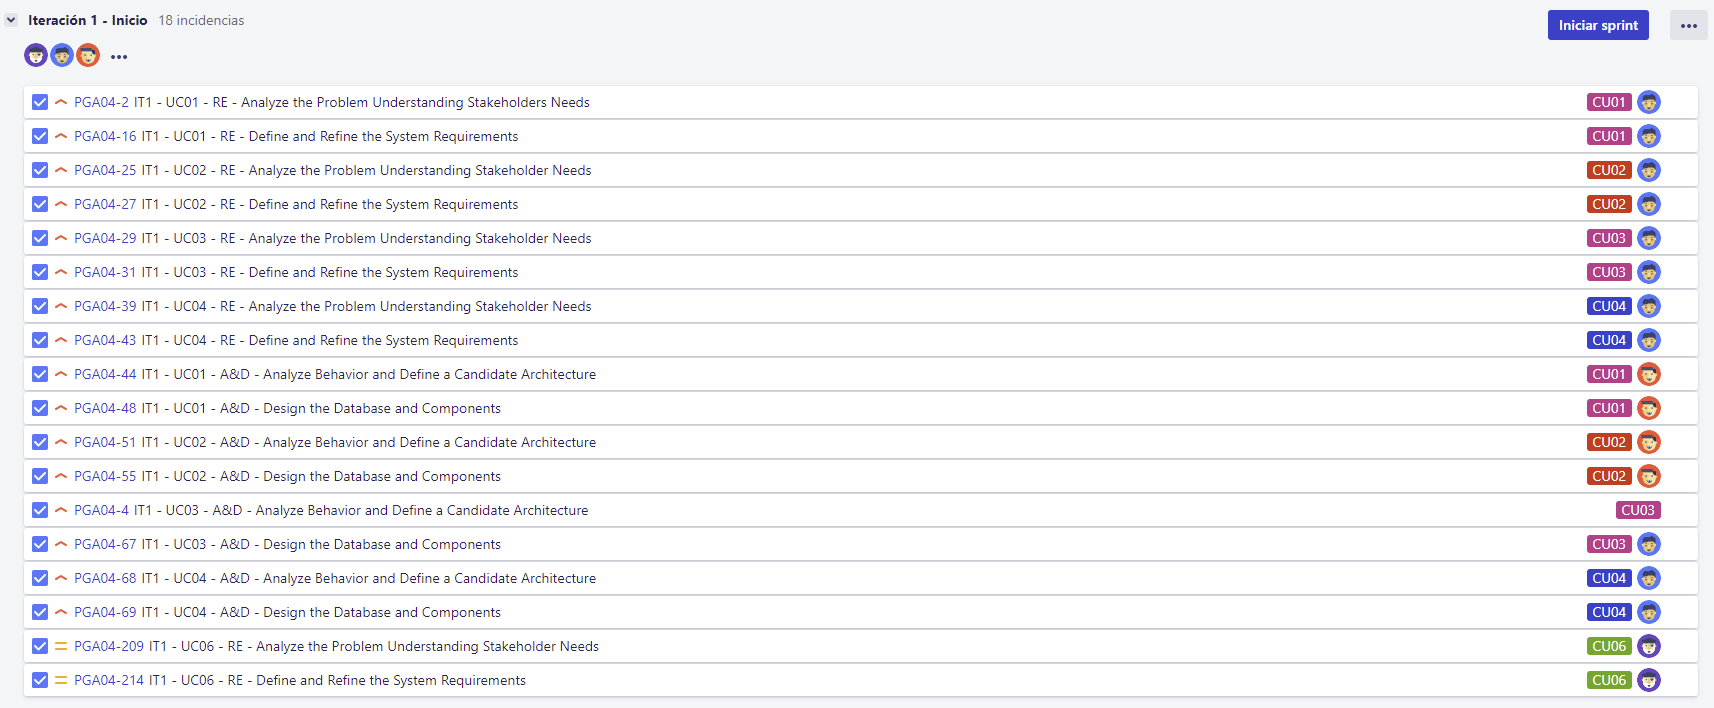 Iteración 1 - Inicio 18 incidencias
Iniciar sprint
PGA04-2 IT1 - UC01 - RE - Analyze the Problem Understanding Stakeholders Needs CU01
PGA04-16 IT1 - UC01 - RE - Define and Refine the System Requirements CU01
PGA04-25 IT1 - UC02 - RE - Analyze the Problem Understanding Stakeholder Needs CU02
PGA04-27 IT1 - UC02 - RE - Define and Refine the System Requirements CU02
PGA04-29 IT1 - UC03 - RE - Analyze the Problem Understanding Stakeholder Needs CU03
PGA04-31 IT1 - UC03 - RE - Define and Refine the System Requirements CU03
PGA04-39 IT1 - UC04 - RE - Analyze the Problem Understanding Stakeholder Needs CU04
PGA04-43 IT1 - UC04 - RE - Define and Refine the System Requirements CU04
PGA04-44 IT1 - UC01 - A&D - Analyze Behavior and Define a Candidate Architecture CU01
PGA04-48 IT1 - UC01 - A&D - Design the Database and Components CU01
PGA04-51 IT1 - UC02 - A&D - Analyze Behavior and Define a Candidate Architecture CU02
PGA04-55 IT1 - UC02 - A&D - Design the Database and Components CU02
PGA04-4 IT1 - UC03 - A&D - Analyze Behavior and Define a Candidate Architecture CU03
PGA04-67 IT1 - UC03 - A&D - Design the Database and Components CU03
PGA04-68 IT1 - UC04 - A&D - Analyze Behavior and Define a Candidate Architecture CU04
PGA04-69 IT1 - UC04 - A&D - Design the Database and Components CU04
PGA04-209 IT1 - UC06 - RE - Analyze the Problem Understanding Stakeholder Needs CU06
PGA04-214 IT1 - UC06 - RE - Define and Refine the System Requirements CU06